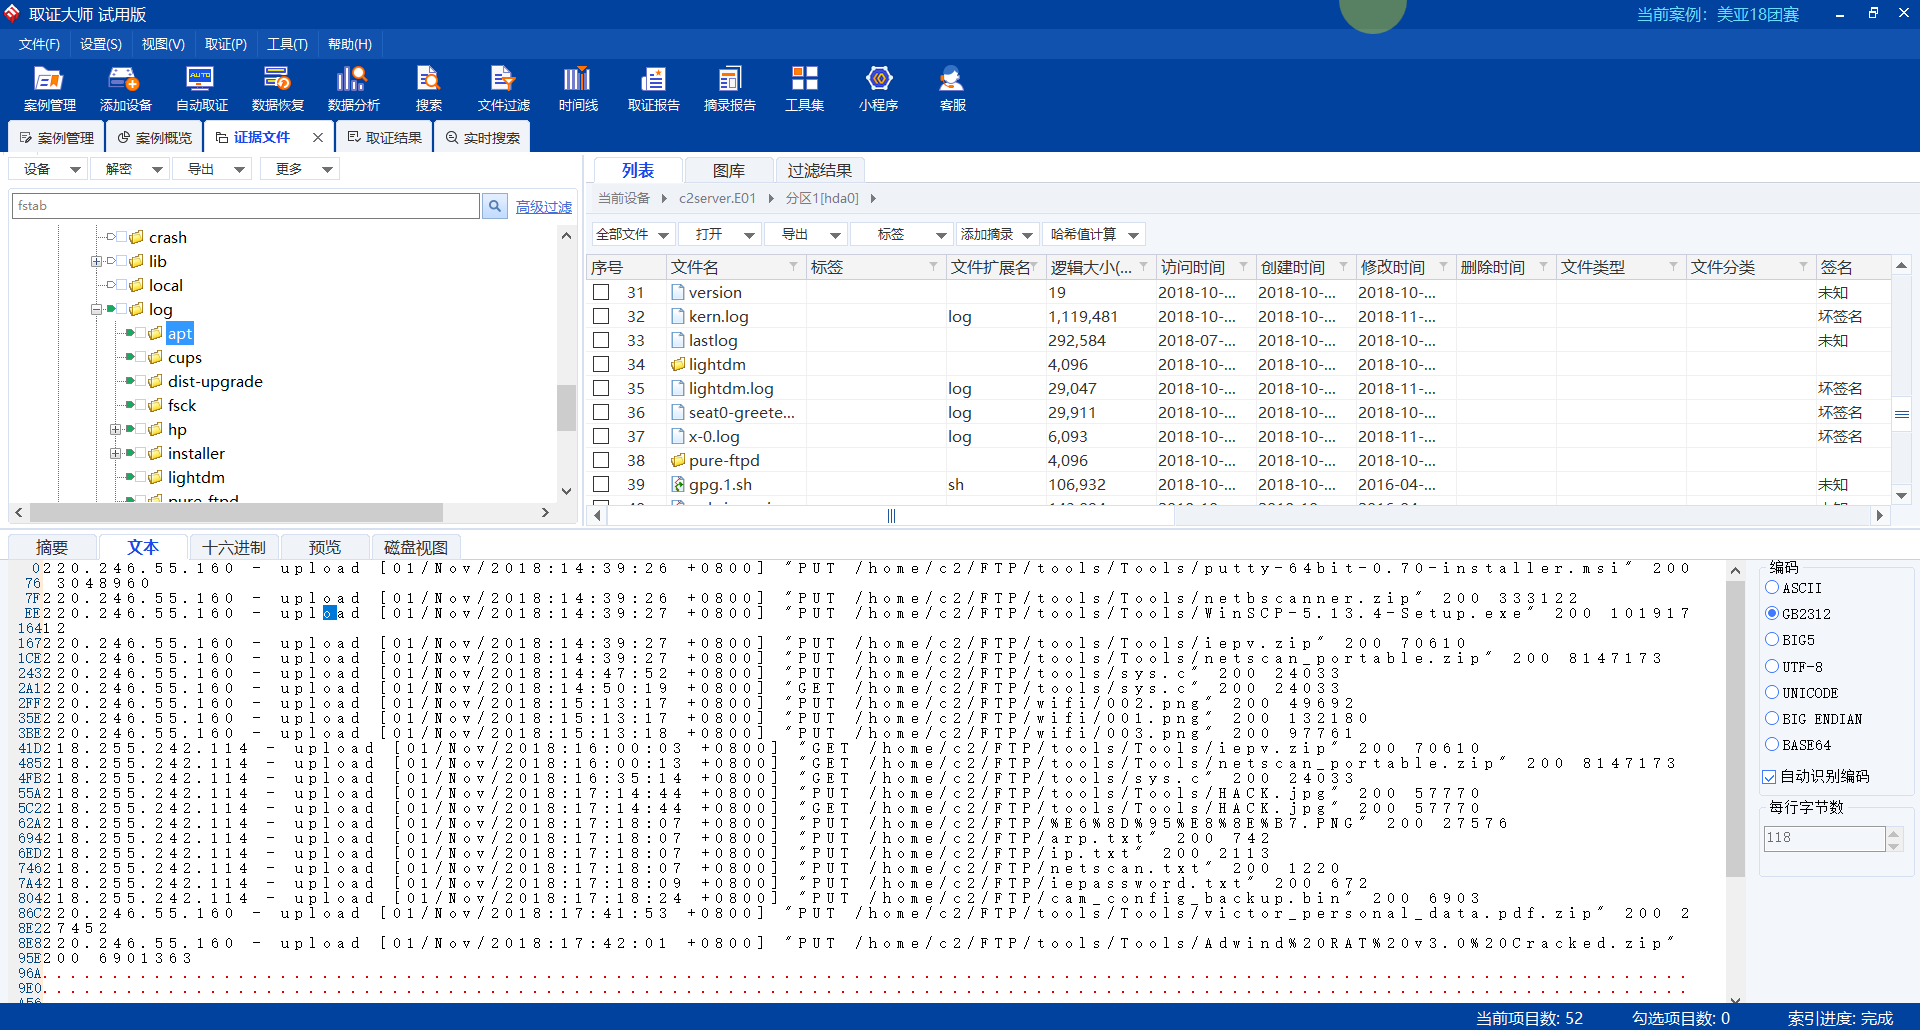 取证大师 试用版
当前案例：美亚18团赛
文件(F) 设置(S) 视图(V) 取证(P) 工具(T) 帮助(H)
案例管理 添加设备 自动取证 数据恢复 数据分析 搜索 文件过滤 时间线 取证报告 摘录报告 工具集 小程序 客服
案例管理 案例概览 证据文件 取证结果 实时搜索
设备 解密 导出 更多
fstab 高级过滤
crash
lib
local
log
apt
cups
dist-upgrade
fsck
hp
installer
lightdm
pure-ftpd
列表 图库 过滤结果
当前设备 c2server.E01 分区1[hda0]
全部文件 打开 导出 标签 添加摘录 哈希值计算
序号 文件名 标签 文件扩展名 逻辑大小(... 访问时间 创建时间 修改时间 删除时间 文件类型 文件分类 签名
31 version 19 2018-10-... 2018-10-... 2018-10-... 未知
32 kern.log log 1,119,481 2018-10-... 2018-10-... 2018-11-... 坏签名
33 lastlog 292,584 2018-07-... 2018-10-... 2018-10-... 未知
34 lightdm 4,096 2018-10-... 2018-10-... 2018-10-...
35 lightdm.log log 29,047 2018-10-... 2018-10-... 2018-11-... 坏签名
36 seat0-greete... log 29,911 2018-10-... 2018-10-... 2018-10-... 坏签名
37 x-0.log log 6,093 2018-10-... 2018-10-... 2018-11-... 坏签名
38 pure-ftpd 4,096 2018-10-... 2018-10-... 2018-10-...
39 gpg.1.sh sh 106,932 2018-10-... 2018-10-... 2016-04-... 未知
摘要 文本 十六进制 预览 磁盘视图
0 220.246.55.160 - upload [01/Nov/2018:14:39:26 +0800] "PUT /home/c2/FTP/tools/Tools/putty-64bit-0.70-installer.msi" 200
76 3048960
7F 220.246.55.160 - upload [01/Nov/2018:14:39:26 +0800] "PUT /home/c2/FTP/tools/Tools/netbscanner.zip" 200 333122
EE 220.246.55.160 - upload [01/Nov/2018:14:39:27 +0800] "PUT /home/c2/FTP/tools/Tools/WinSCP-5.13.4-Setup.exe" 200 101917
164 12
167 220.246.55.160 - upload [01/Nov/2018:14:39:27 +0800] "PUT /home/c2/FTP/tools/Tools/iepv.zip" 200 70610
1CE 220.246.55.160 - upload [01/Nov/2018:14:39:27 +0800] "PUT /home/c2/FTP/tools/Tools/netscan_portable.zip" 200 8147173
243 220.246.55.160 - upload [01/Nov/2018:14:47:52 +0800] "PUT /home/c2/FTP/tools/Tools/sys.c" 200 24033
2A1 220.246.55.160 - upload [01/Nov/2018:14:50:19 +0800] "GET /home/c2/FTP/tools/Tools/sys.c" 200 24033
2FF 220.246.55.160 - upload [01/Nov/2018:15:13:17 +0800] "PUT /home/c2/FTP/wifi/002.png" 200 49692
35E 220.246.55.160 - upload [01/Nov/2018:15:13:17 +0800] "PUT /home/c2/FTP/wifi/001.png" 200 132180
3BE 220.246.55.160 - upload [01/Nov/2018:15:13:18 +0800] "PUT /home/c2/FTP/wifi/003.png" 200 97761
41D 218.255.242.114 - upload [01/Nov/2018:16:00:03 +0800] "GET /home/c2/FTP/tools/Tools/iepv.zip" 200 70610
485 218.255.242.114 - upload [01/Nov/2018:16:00:13 +0800] "GET /home/c2/FTP/tools/Tools/netscan_portable.zip" 200 8147173
4FB 218.255.242.114 - upload [01/Nov/2018:16:35:14 +0800] "GET /home/c2/FTP/tools/Tools/sys.c" 200 24033
55A 218.255.242.114 - upload [01/Nov/2018:17:14:44 +0800] "PUT /home/c2/FTP/tools/Tools/HACK.jpg" 200 57770
5C2 218.255.242.114 - upload [01/Nov/2018:17:14:44 +0800] "GET /home/c2/FTP/tools/Tools/HACK.jpg" 200 57770
62A 218.255.242.114 - upload [01/Nov/2018:17:18:07 +0800] "PUT /home/c2/FTP/%E6%8D%95%E8%8E%B7.PNG" 200 27576
694 218.255.242.114 - upload [01/Nov/2018:17:18:07 +0800] "PUT /home/c2/FTP/arp.txt" 200 742
6ED 218.255.242.114 - upload [01/Nov/2018:17:18:07 +0800] "PUT /home/c2/FTP/ip.txt" 200 2113
746 218.255.242.114 - upload [01/Nov/2018:17:18:07 +0800] "PUT /home/c2/FTP/netscan.txt" 200 1220
7A4 218.255.242.114 - upload [01/Nov/2018:17:18:09 +0800] "PUT /home/c2/FTP/iepassword.txt" 200 672
804 218.255.242.114 - upload [01/Nov/2018:17:18:24 +0800] "PUT /home/c2/FTP/cam_config_backup.bin" 200 6903
86C 220.246.55.160 - upload [01/Nov/2018:17:41:53 +0800] "PUT /home/c2/FTP/tools/Tools/victor_personal_data.pdf.zip" 200 2
8E2 27452
8E8 220.246.55.160 - upload [01/Nov/2018:17:42:01 +0800] "PUT /home/c2/FTP/tools/Tools/Adwind%20RAT%20v3.0%20Cracked.zip"
95E 200 6901363
96A
9E0
A56
编码
ASCII
GB2312
BIG5
UTF-8
UNICODE
BIG ENDIAN
BASE64
自动识别编码
每行字节数
118
当前项目数: 52 勾选项目数: 0 索引进度: 完成